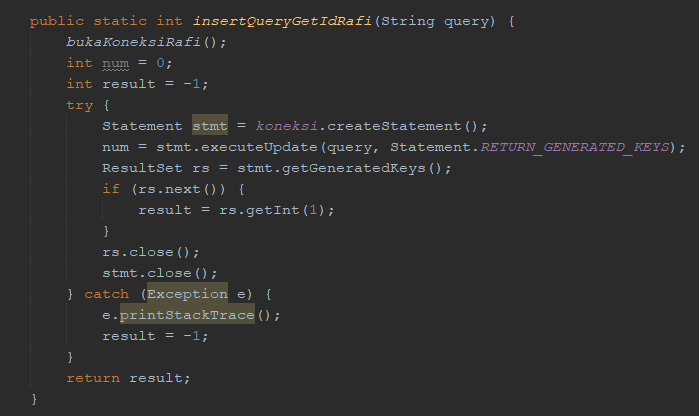 public static int insertQueryGetIdRafi(String query) {
    bukaKoneksiRafi();
    int num = 0;
    int result = -1;
    try {
        Statement stmt = koneksi.createStatement();
        num = stmt.executeUpdate(query, Statement.RETURN_GENERATED_KEYS);
        ResultSet rs = stmt.getGeneratedKeys();
        if (rs.next()) {
            result = rs.getInt(1);
        }
        rs.close();
        stmt.close();
    } catch (Exception e) {
        e.printStackTrace();
        result = -1;
    }
    return result;
}